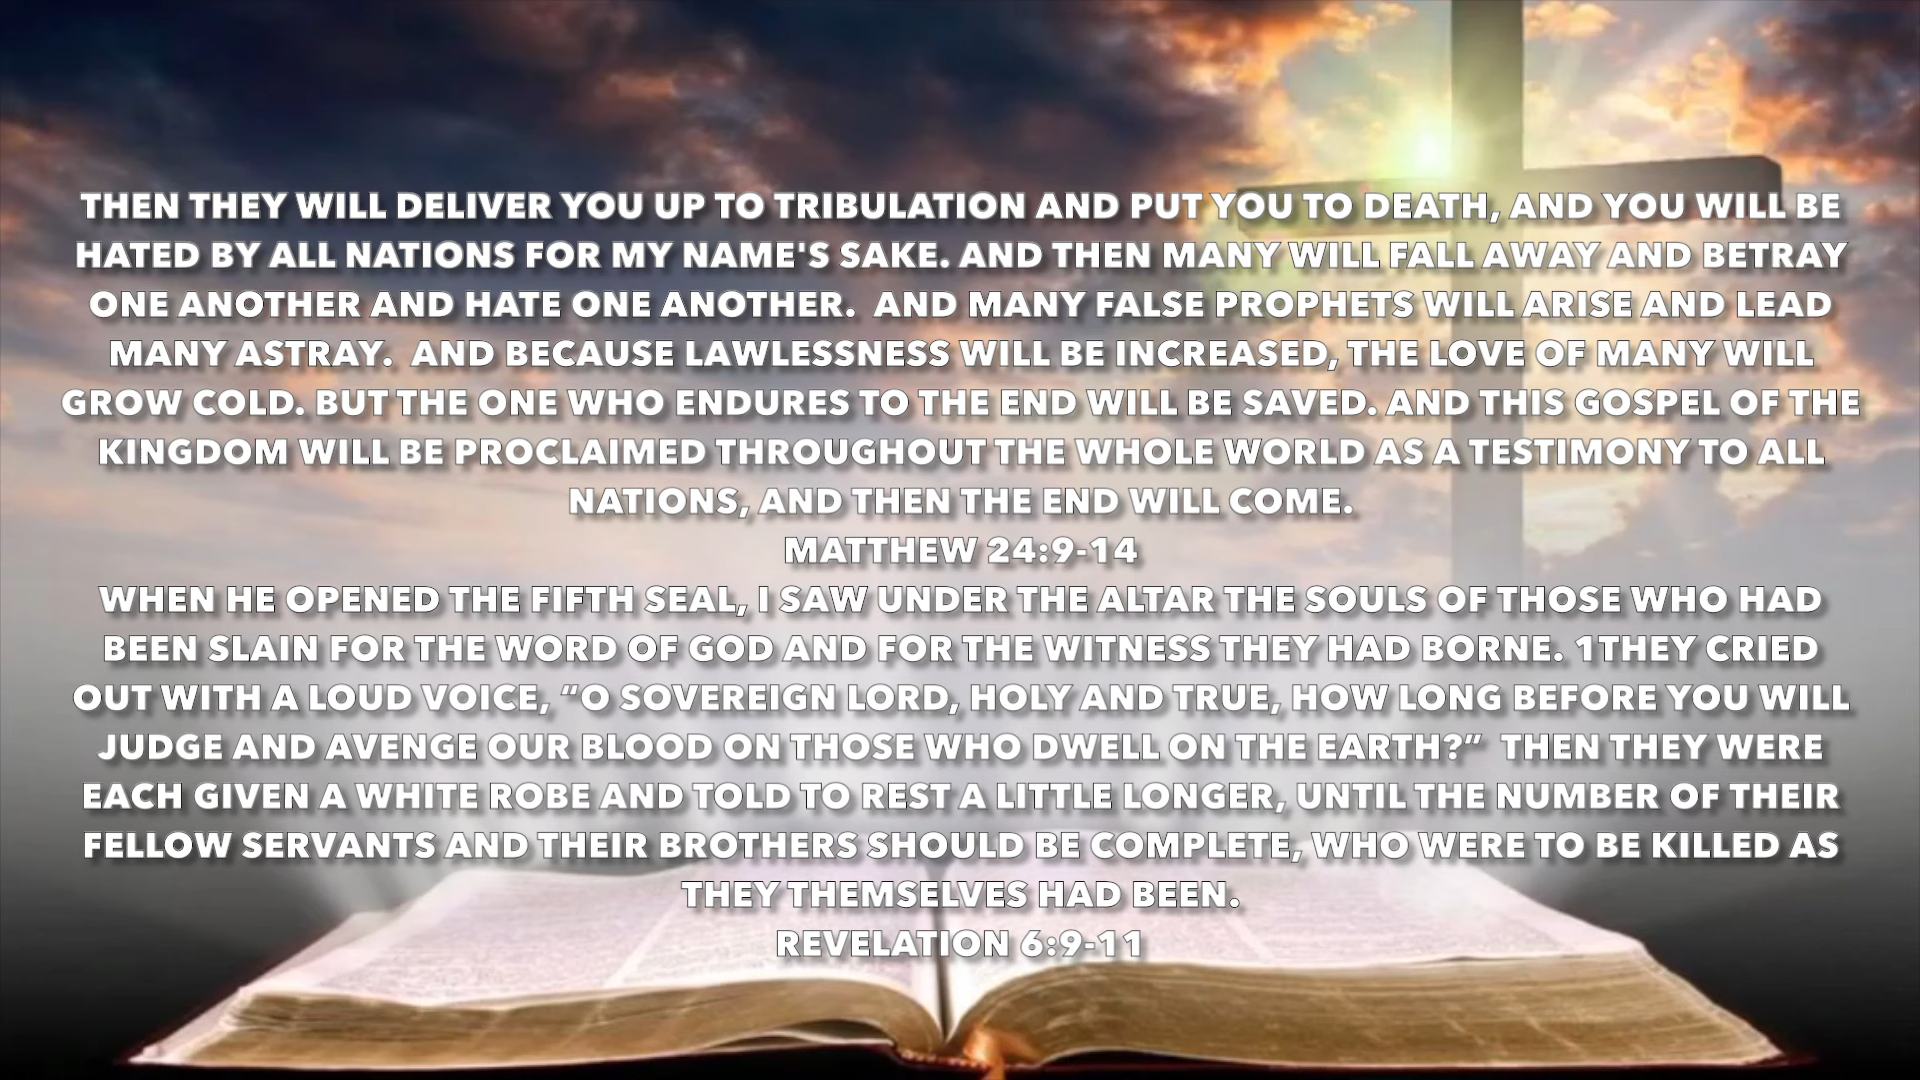 THEN THEY WILL DELIVER YOU UP TO TRIBULATION AND PUT YOU TO DEATH, AND YOU WILL BE
HATED BY ALL NATIONS FOR MY NAME'S SAKE. AND THEN MANY WILL FALL AWAY AND BETRAY
ONE ANOTHER AND HATE ONE ANOTHER.  AND MANY FALSE PROPHETS WILL ARISE AND LEAD
MANY ASTRAY.  AND BECAUSE LAWLESSNESS WILL BE INCREASED, THE LOVE OF MANY WILL
GROW COLD. BUT THE ONE WHO ENDURES TO THE END WILL BE SAVED. AND THIS GOSPEL OF THE
KINGDOM WILL BE PROCLAIMED THROUGHOUT THE WHOLE WORLD AS A TESTIMONY TO ALL
NATIONS, AND THEN THE END WILL COME.
MATTHEW 24:9-14
WHEN HE OPENED THE FIFTH SEAL, I SAW UNDER THE ALTAR THE SOULS OF THOSE WHO HAD
BEEN SLAIN FOR THE WORD OF GOD AND FOR THE WITNESS THEY HAD BORNE. 1THEY CRIED
OUT WITH A LOUD VOICE, “O SOVEREIGN LORD, HOLY AND TRUE, HOW LONG BEFORE YOU WILL
JUDGE AND AVENGE OUR BLOOD ON THOSE WHO DWELL ON THE EARTH?”  THEN THEY WERE
EACH GIVEN A WHITE ROBE AND TOLD TO REST A LITTLE LONGER, UNTIL THE NUMBER OF THEIR
FELLOW SERVANTS AND THEIR BROTHERS SHOULD BE COMPLETE, WHO WERE TO BE KILLED AS
THEY THEMSELVES HAD BEEN.
REVELATION 6:9-11